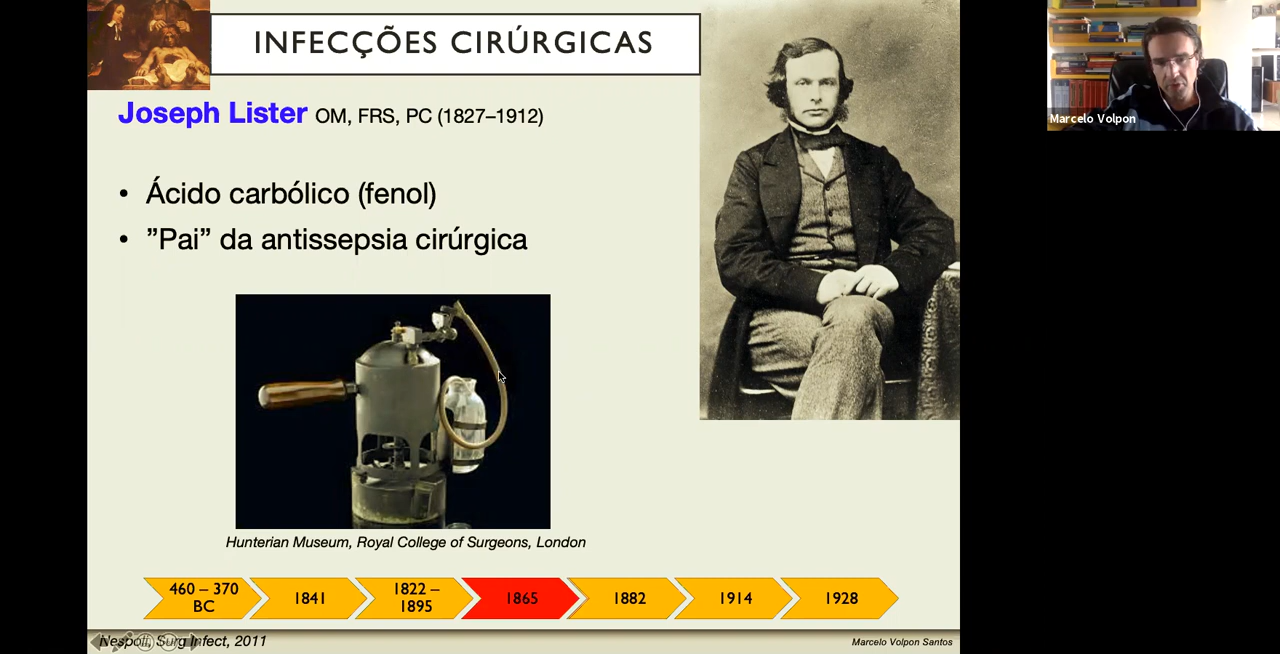 INFECÇÕES CIRÚRGICAS
Joseph Lister OM, FRS, PC (1827–1912)
• Ácido carbólico (fenol)
• ”Pai” da antissepsia cirúrgica
Hunterian Museum, Royal College of Surgeons, London
460 – 370
BC
1841
1822 –
1895
1865
1882
1914
1928
Nespoli, Surg Infect, 2011
Marcelo Volpon Santos
Marcelo Volpon